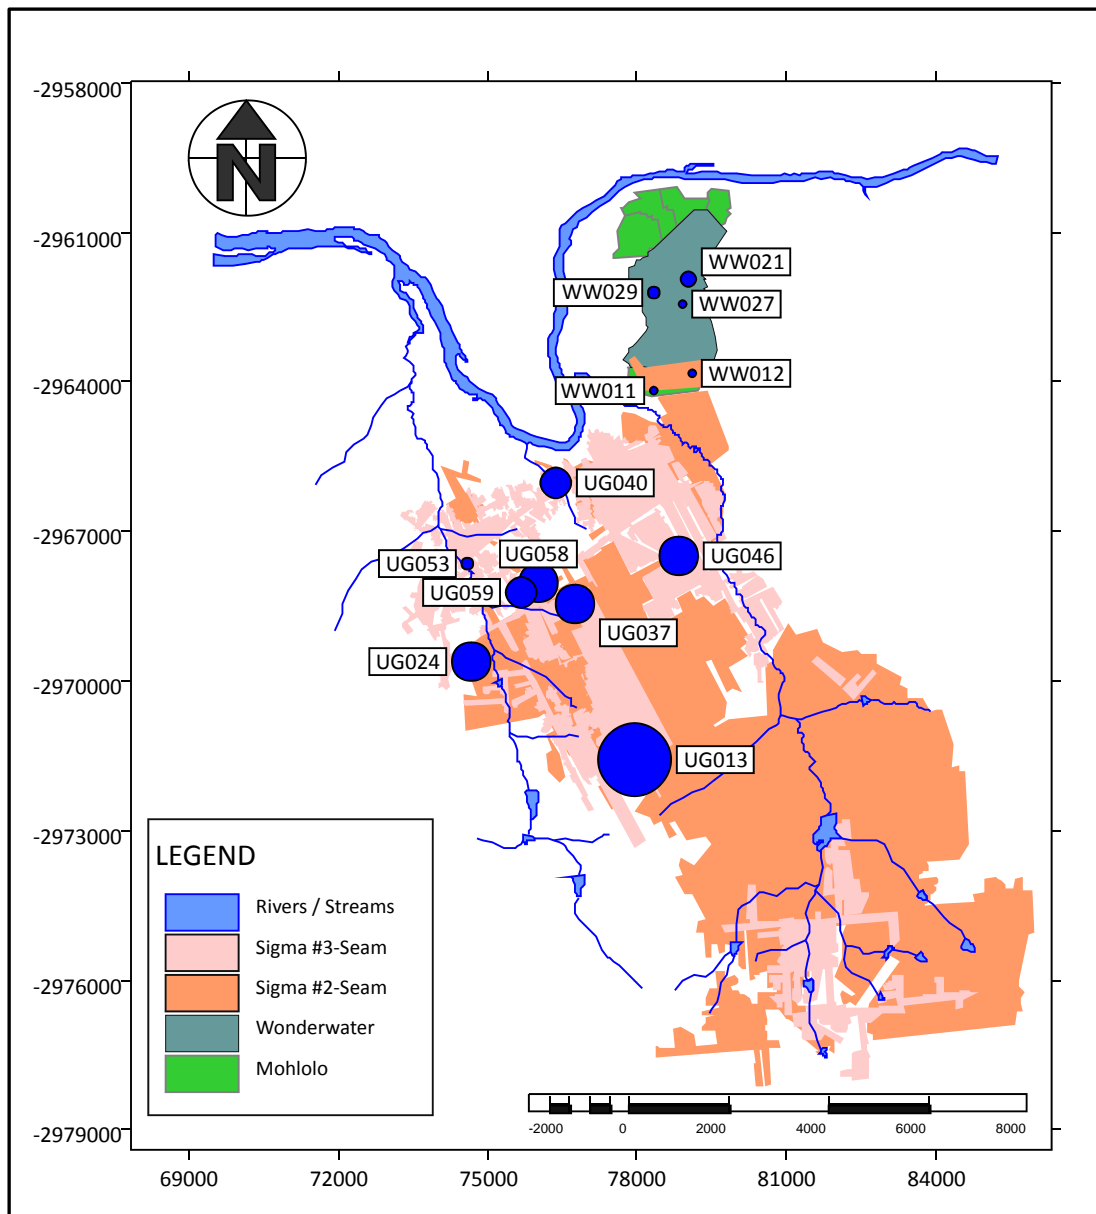 -2958000
N
-2961000
WW021
WW029
WW027
-2964000
WW012
WW011
UG040
-2967000
UG058
UG046
UG053
UG059
UG037
UG024
-2970000
UG013
-2973000
LEGEND
Rivers / Streams
Sigma #3-Seam
-2976000
Sigma #2-Seam
Wonderwater
Mohlolo
-2979000
-2000 0 2000 4000 6000 8000
69000 72000 75000 78000 81000 84000